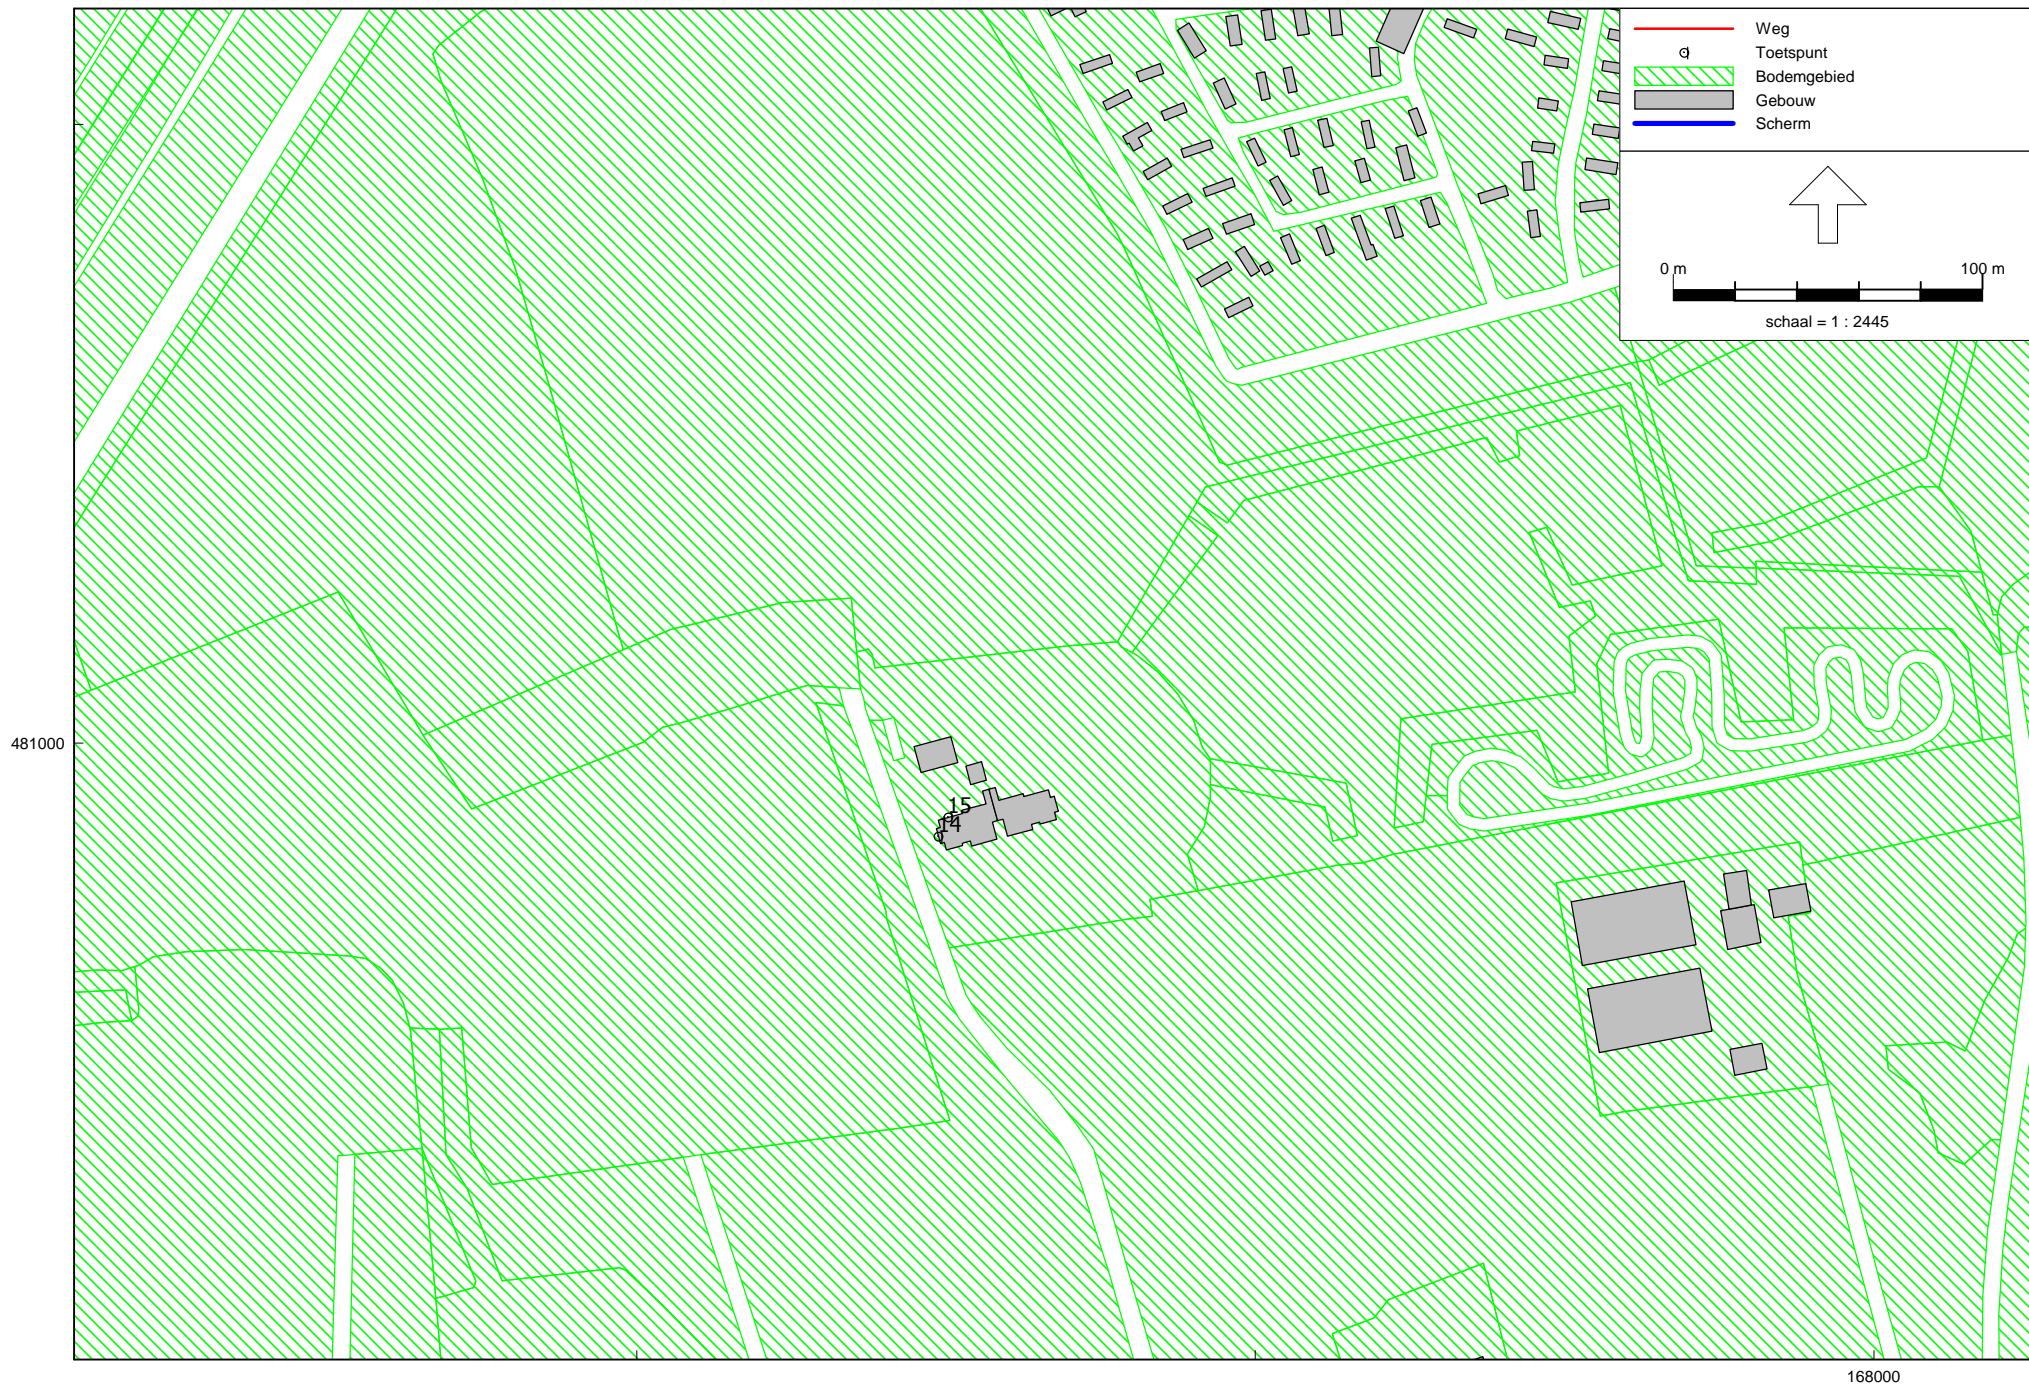 Weg
Toetspunt
Bodemgebied
Gebouw
Scherm
0 m 100 m
schaal = 1 : 2445
481000
15
14
168000